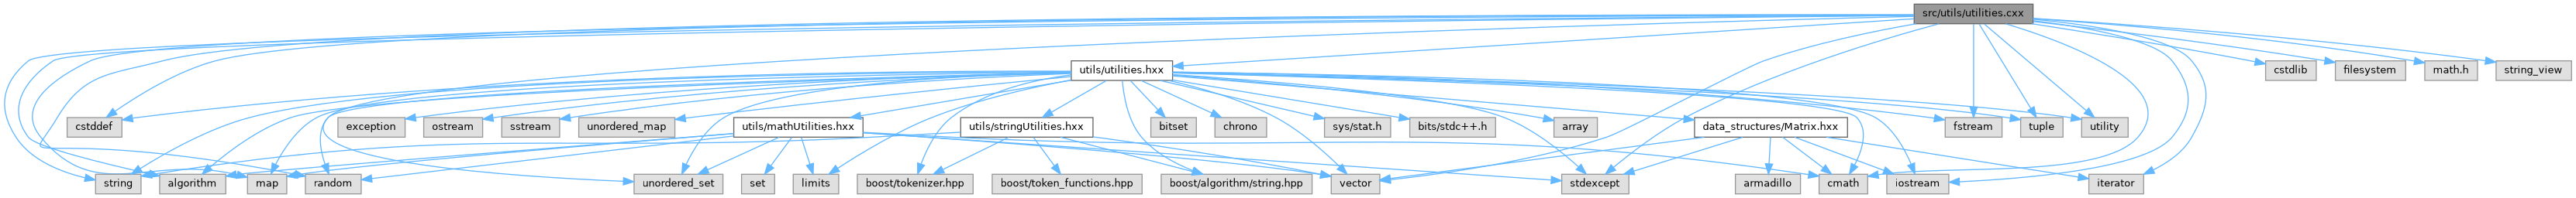 src/utils/utilities.cxx
utils/utilities.hxx
cstdlib
filesystem
math.h
string_view
cstddef
exception
ostream
sstream
unordered_map
utils/mathUtilities.hxx
utils/stringUtilities.hxx
bitset
chrono
sys/stat.h
bits/stdc++.h
array
data_structures/Matrix.hxx
fstream
tuple
utility
string
algorithm
map
random
unordered_set
set
limits
boost/tokenizer.hpp
boost/token_functions.hpp
boost/algorithm/string.hpp
vector
stdexcept
armadillo
cmath
iostream
iterator